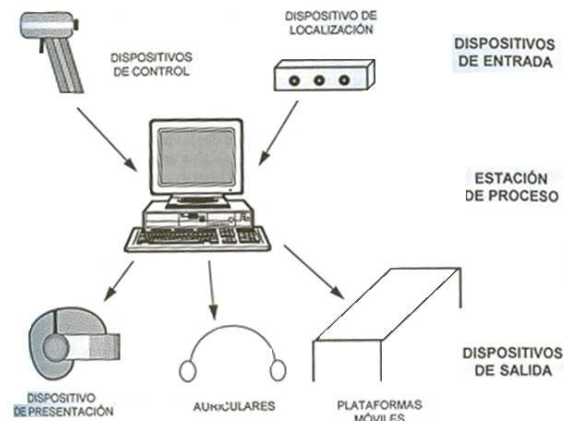 DISPOSITIVOS
DE CONTROL
DISPOSITIVO DE
LOCALIZACIÓN
DISPOSITIVOS
DE ENTRADA
ESTACIÓN
DE PROCESO
DISPOSITIVO
DE PRESENTACIÓN
AURICULARES
PLATAFORMAS
MÓVILES
DISPOSITIVOS
DE SALIDA